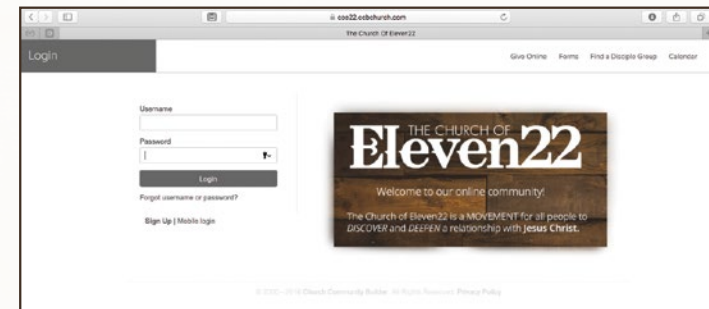 coe22.ccbchurch.com
The Church Of Eleven22
Login
Give Online Forms Find a Disciple Group Calendar
Username
Password
Login
Forgot username or password?
Sign Up | Mobile login
THE CHURCH OF
Eleven22
Welcome to our online community!
The Church of Eleven22 is a MOVEMENT for all people to
DISCOVER and DEEPEN a relationship with Jesus Christ.
Church Community Builder. All Rights Reserved. Privacy Policy